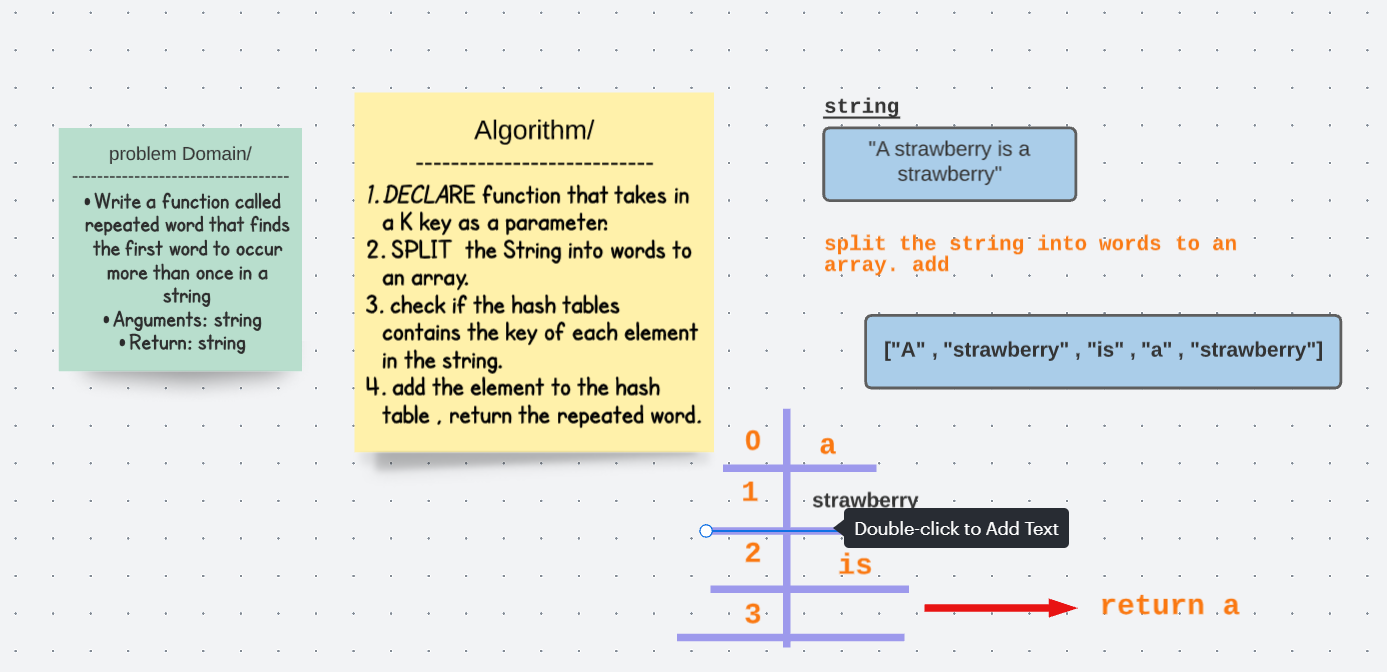 problem Domain/
----------------------------------
• Write a function called
repeated word that finds
the first word to occur
more than once in a
string
• Arguments: string
• Return: string
Algorithm/
---------------------------
1. DECLARE function that takes in
a K key as a parameter.
2. SPLIT the String into words to
an array.
3. check if the hash tables
contains the key of each element
in the string.
4. add the element to the hash
table , return the repeated word.
string
"A strawberry is a
strawberry"
split the string into words to an
array. add
["A" , "strawberry" , "is" , "a" , "strawberry"]
0 a
1 strawberry
Double-click to Add Text
2 is
3 return a